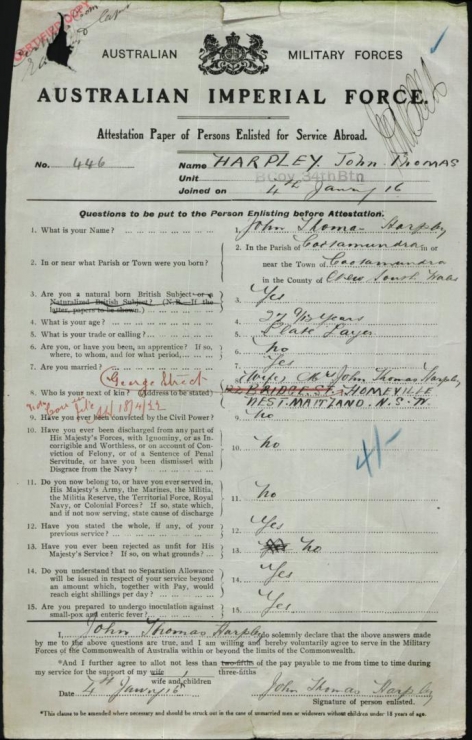 CERTIFIED COPY
AUSTRALIAN MILITARY FORCES
AUSTRALIAN IMPERIAL FORCE.
Attestation Paper of Persons Enlisted for Service Abroad.
No. 446 Name HARPLEY, John Thomas
Unit B Coy 34th Btn
Joined on 4th Janry 16
Questions to be put to the Person Enlisting before Attestation.
1. What is your Name? 1. John Thomas Harpley
2. In or near what Parish or Town were you born? 2. In the Parish of Cootamundra in or
near the Town of Cootamundra
in the County of New South Wales
3. Are you a natural born British Subject or a
Naturalized British Subject? (N.B.—If the
latter, papers to be shown.) 3. Yes
4. What is your age? 4. 27 years
5. What is your trade or calling? 5. Plate Layer
6. Are you, or have you been, an apprentice? If so,
where, to whom, and for what period 6. no
7. Are you married? 7. Yes
George Street
8. Who is your next of kin? (Address to be stated) 8. Wife, John Thomas Harpley
BRIDGE ST. HOMEVILLE
WEST MAITLAND. N.S.W.
9. Have you ever been convicted by the Civil Power? 9. no
10. Have you ever been discharged from any part of
His Majesty's Forces, with Ignominy, or as In-
corrigible and Worthless, or on account of Con-
viction of Felony, or of a Sentence of Penal
Servitude, or have you been dismissed with
Disgrace from the Navy? 10. no
4/-
11. Do you now belong to, or have you ever served in,
His Majesty's Army, the Marines, the Militia,
the Militia Reserve, the Territorial Force, Royal
Navy, or Colonial Forces? If so, state which,
and if not now serving, state cause of discharge 11. no
12. Have you stated the whole, if any, of your
previous service? 12. Yes
13. Have you ever been rejected as unfit for His
Majesty's Service? If so, on what grounds? 13. no
14. Do you understand that no Separation Allowance
will be issued in respect of your service beyond
an amount which, together with Pay, would
reach eight shillings per day? 14. Yes
15. Are you prepared to undergo inoculation against
small-pox and enteric fever? 15. Yes
I, John Thomas Harpley do solemnly declare that the above answers made
by me to the above questions are true, and I am willing and hereby voluntarily agree to serve in the Military
Forces of the Commonwealth of Australia within or beyond the limits of the Commonwealth.
*And I further agree to allot not less than two-fifths of the pay payable to me from time to time during
three-fifths
my service for the support of my wife
wife and children
Date 4th Janry 16 John Thomas Harpley
Signature of person enlisted.
*This clause to be amended where necessary and should be struck out in the case of unmarried men or widowers without children under 18 years of age.